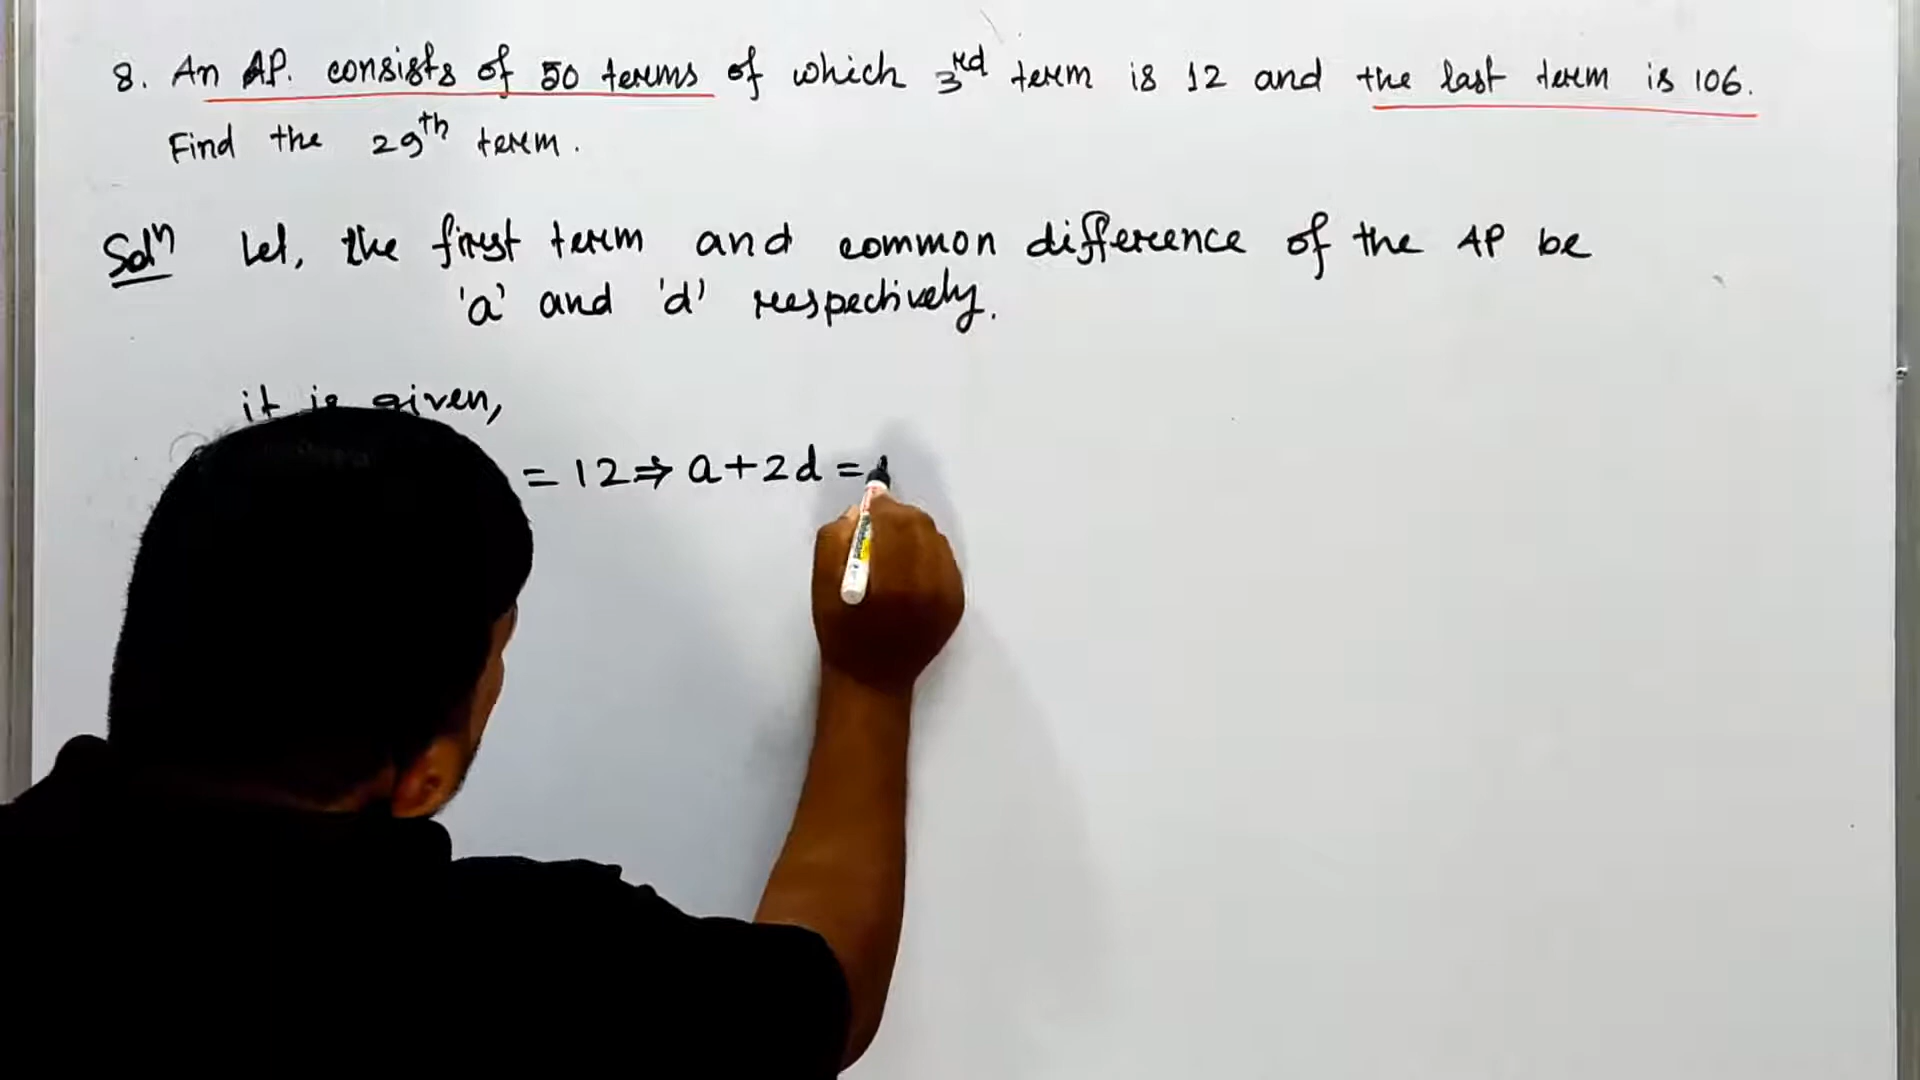 8. An AP. consists of 50 terms of which 3rd term is 12 and the last term is 106.
Find the 29th term.
Solⁿ Let, the first term and common difference of the AP be
'a' and 'd' respectively.
it is given,
= 12 ⇒ a + 2d =